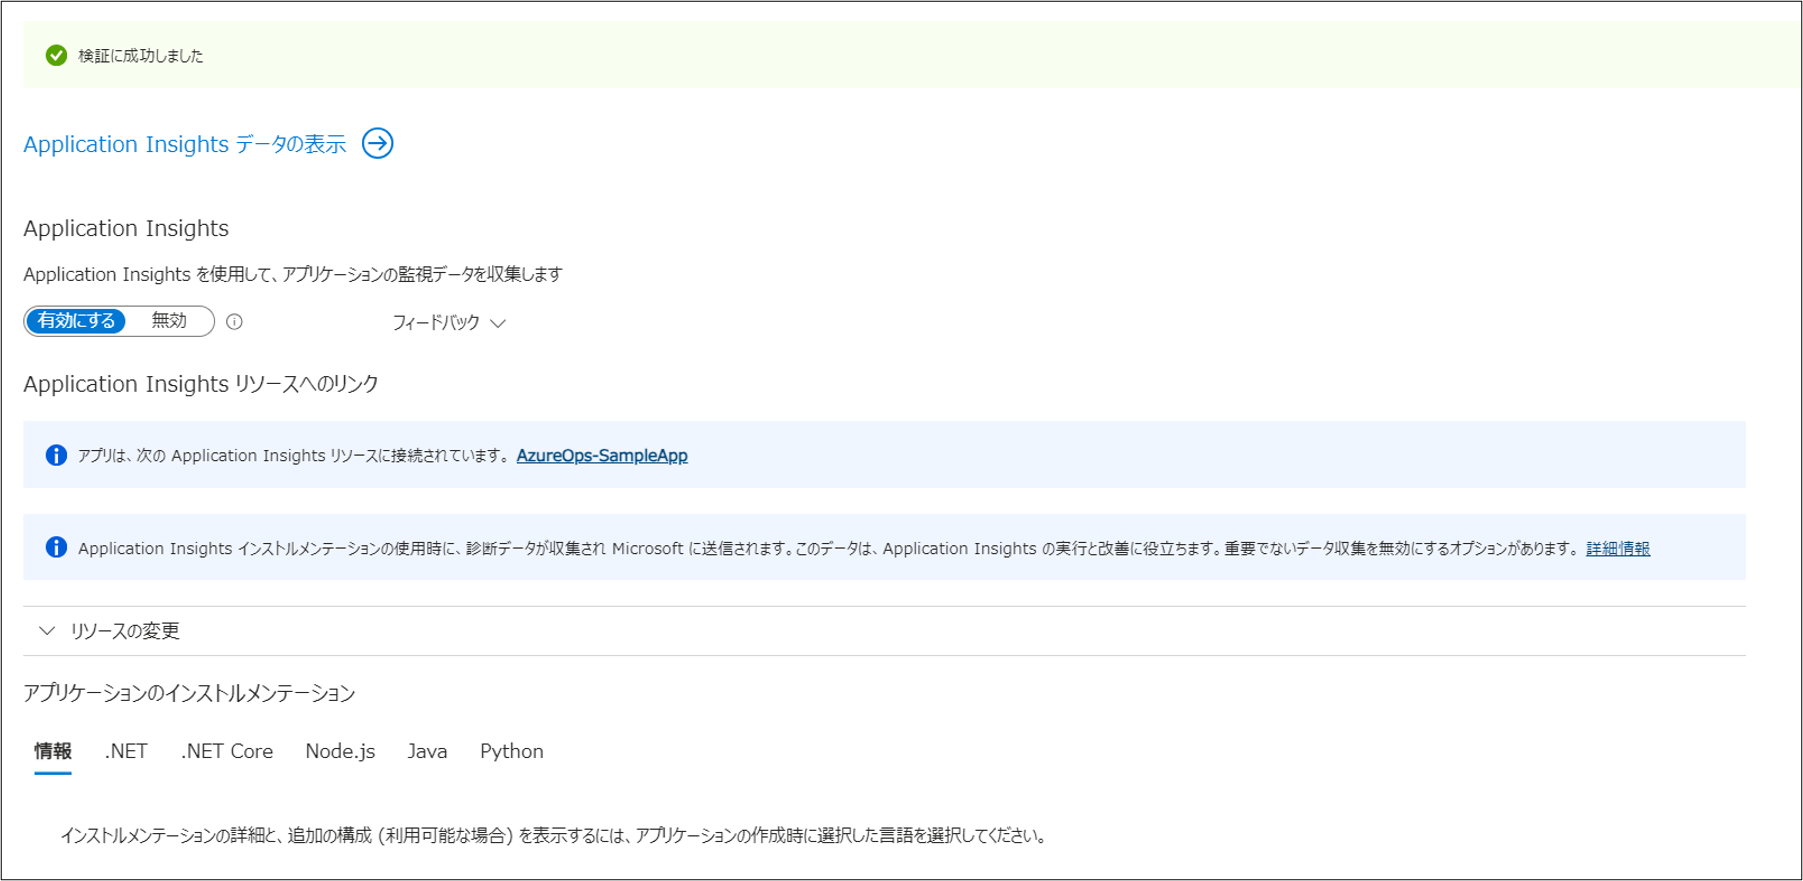 検証に成功しました
Application Insights データの表示
Application Insights
Application Insights を使用して、アプリケーションの監視データを収集します
有効にする 無効 フィードバック
Application Insights リソースへのリンク
アプリは、次の Application Insights リソースに接続されています。 AzureOps-SampleApp
Application Insights インストルメンテーションの使用時に、診断データが収集され Microsoft に送信されます。このデータは、Application Insights の実行と改善に役立ちます。重要でないデータ収集を無効にするオプションがあります。 詳細情報
リソースの変更
アプリケーションのインストルメンテーション
情報 .NET .NET Core Node.js Java Python
インストルメンテーションの詳細と、追加の構成 (利用可能な場合) を表示するには、アプリケーションの作成時に選択した言語を選択してください。